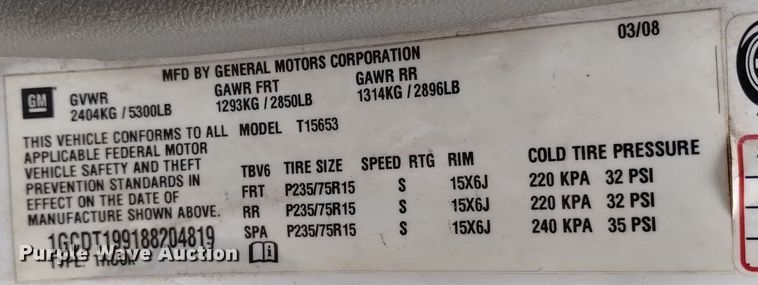 MFD BY GENERAL MOTORS CORPORATION 03/08
GM
GVWR GAWR FRT GAWR RR
2404KG / 5300LB 1293KG / 2850LB 1314KG / 2896LB
THIS VEHICLE CONFORMS TO ALL
APPLICABLE FEDERAL MOTOR
VEHICLE SAFETY AND THEFT
PREVENTION STANDARDS IN
EFFECT ON THE DATE OF
MANUFACTURE SHOWN ABOVE.
1GCDT199188204819
TYPE: TRUCK
MODEL T15653
TBV6 TIRE SIZE SPEED RTG RIM COLD TIRE PRESSURE
FRT P235/75R15 S 15X6J 220 KPA 32 PSI
RR P235/75R15 S 15X6J 220 KPA 32 PSI
SPA P235/75R15 S 15X6J 240 KPA 35 PSI
Purple Wave Auction